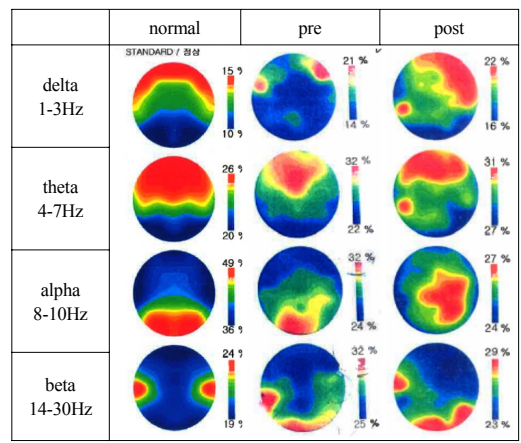 normal pre post
STANDARD / 정상
delta
1-3Hz
15 %
10 %
21 %
14 %
22 %
16 %
theta
4-7Hz
26 %
20 %
32 %
22 %
31 %
27 %
alpha
8-10Hz
49 %
36 %
32 %
24 %
27 %
24 %
beta
14-30Hz
24 %
19 %
32 %
25 %
29 %
23 %